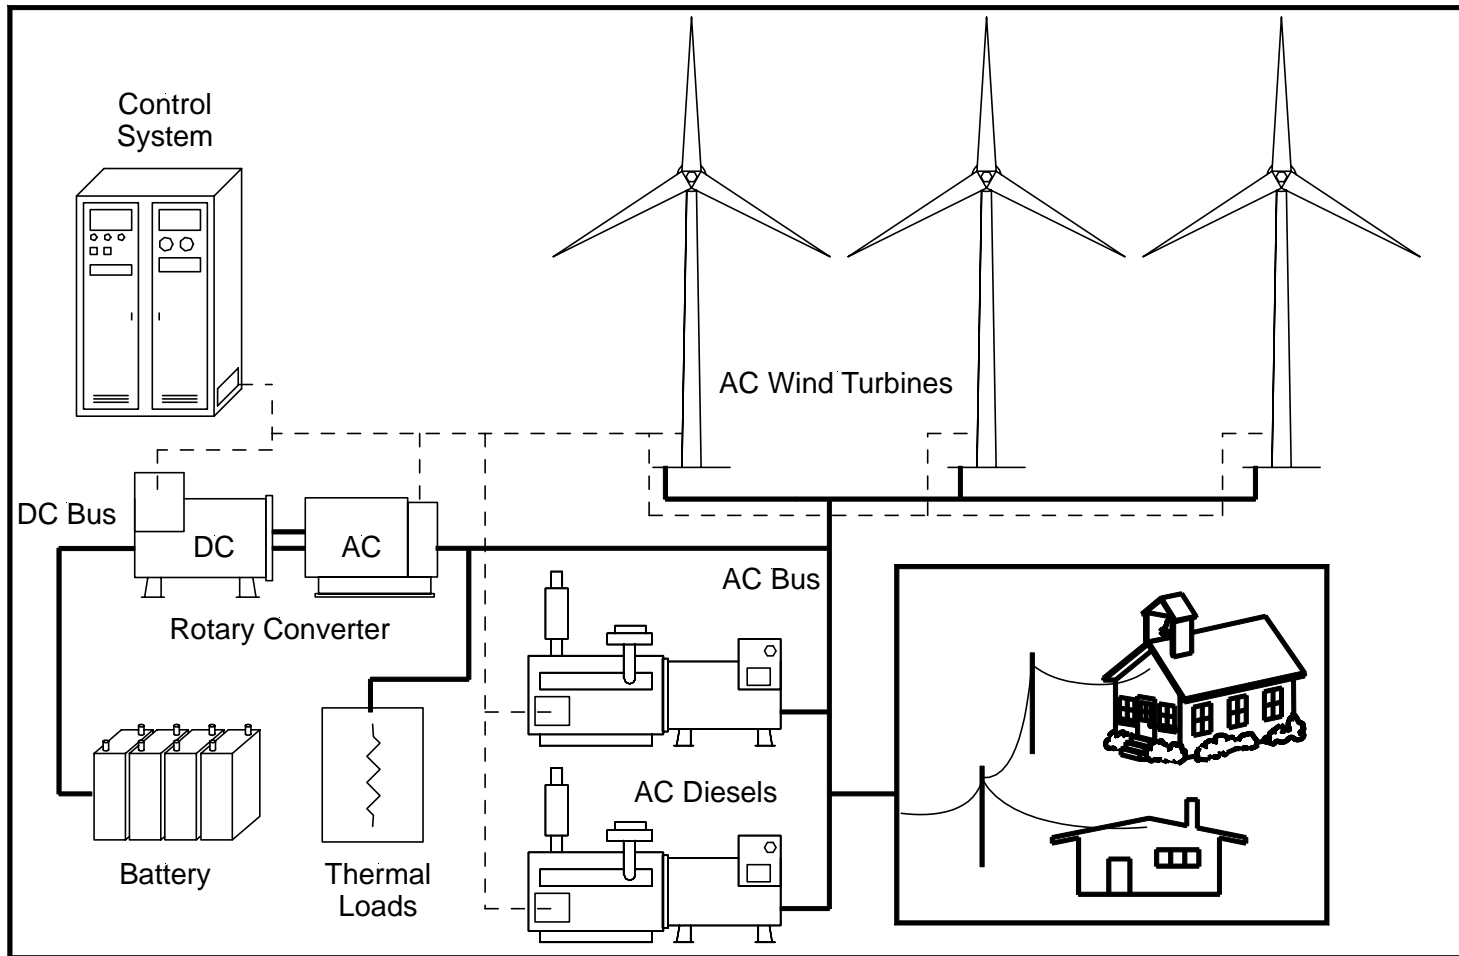 Control
System
AC Wind Turbines
DC Bus
DC
AC
AC Bus
Rotary Converter
AC Diesels
Battery
Thermal
Loads